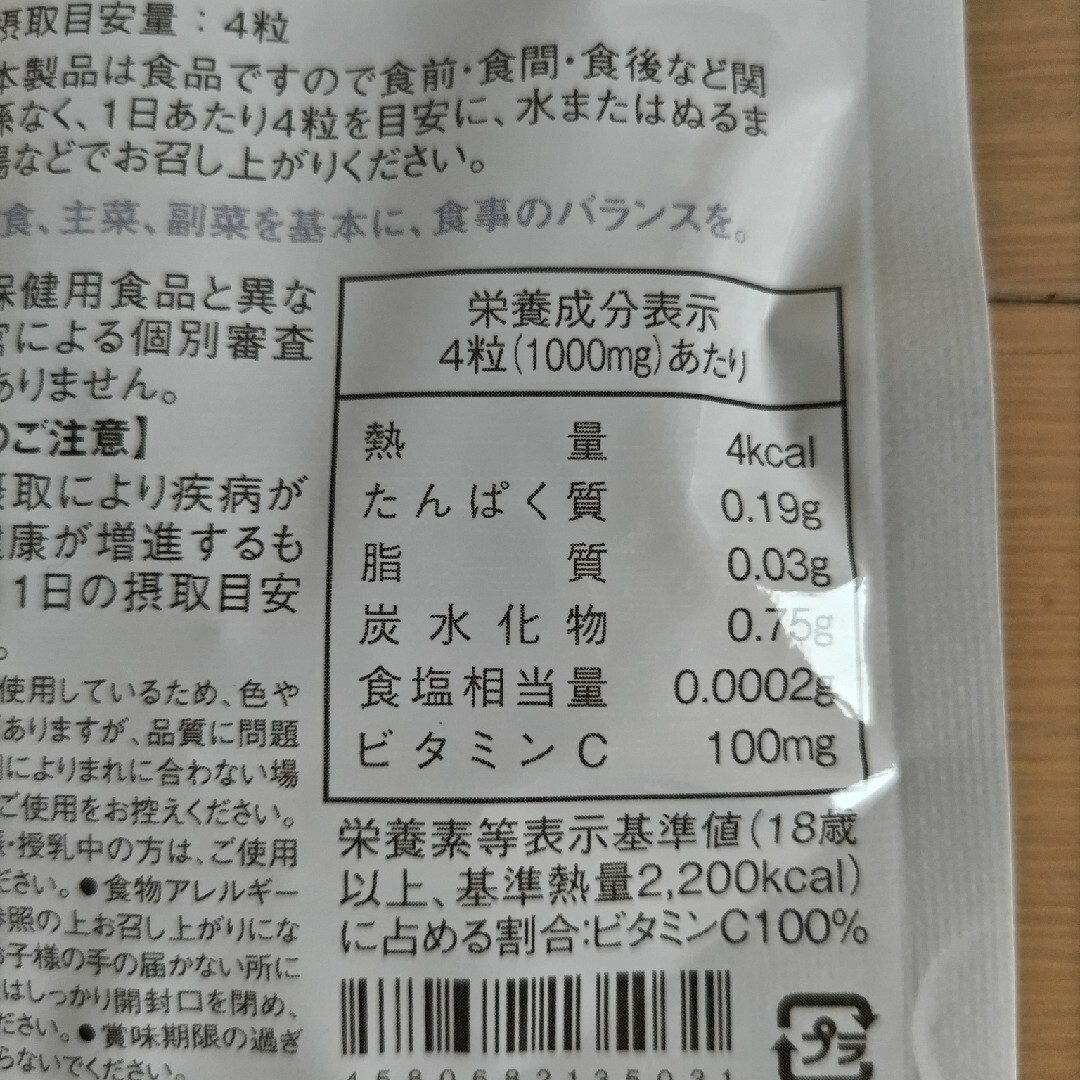 摂取目安量：4粒
本製品は食品ですので食前・食間・食後など関
係なく、1日あたり4粒を目安に、水またはぬるま
湯などでお召し上がりください。
食、主菜、副菜を基本に、食事のバランスを。
保健用食品と異な
官による個別審査
ありません。
のご注意】
摂取により疾病が
健康が増進するも
1日の摂取目安
。
使用しているため、色や
ありますが、品質に問題
によりまれに合わない場
ご使用をお控えください。
・授乳中の方は、ご使用
ださい。●食物アレルギー
参照の上お召し上がりにな
お子様の手の届かない所に
はしっかり開封口を閉め、
ださい。●賞味期限の過ぎ
らないでください。
栄養成分表示
4粒(1000mg)あたり
熱量 4kcal
たんぱく質 0.19g
脂質 0.03g
炭水化物 0.75g
食塩相当量 0.0002g
ビタミンC 100mg
栄養素等表示基準値(18歳
以上、基準熱量2,200kcal)
に占める割合:ビタミンC100%
プラ
4580682135031